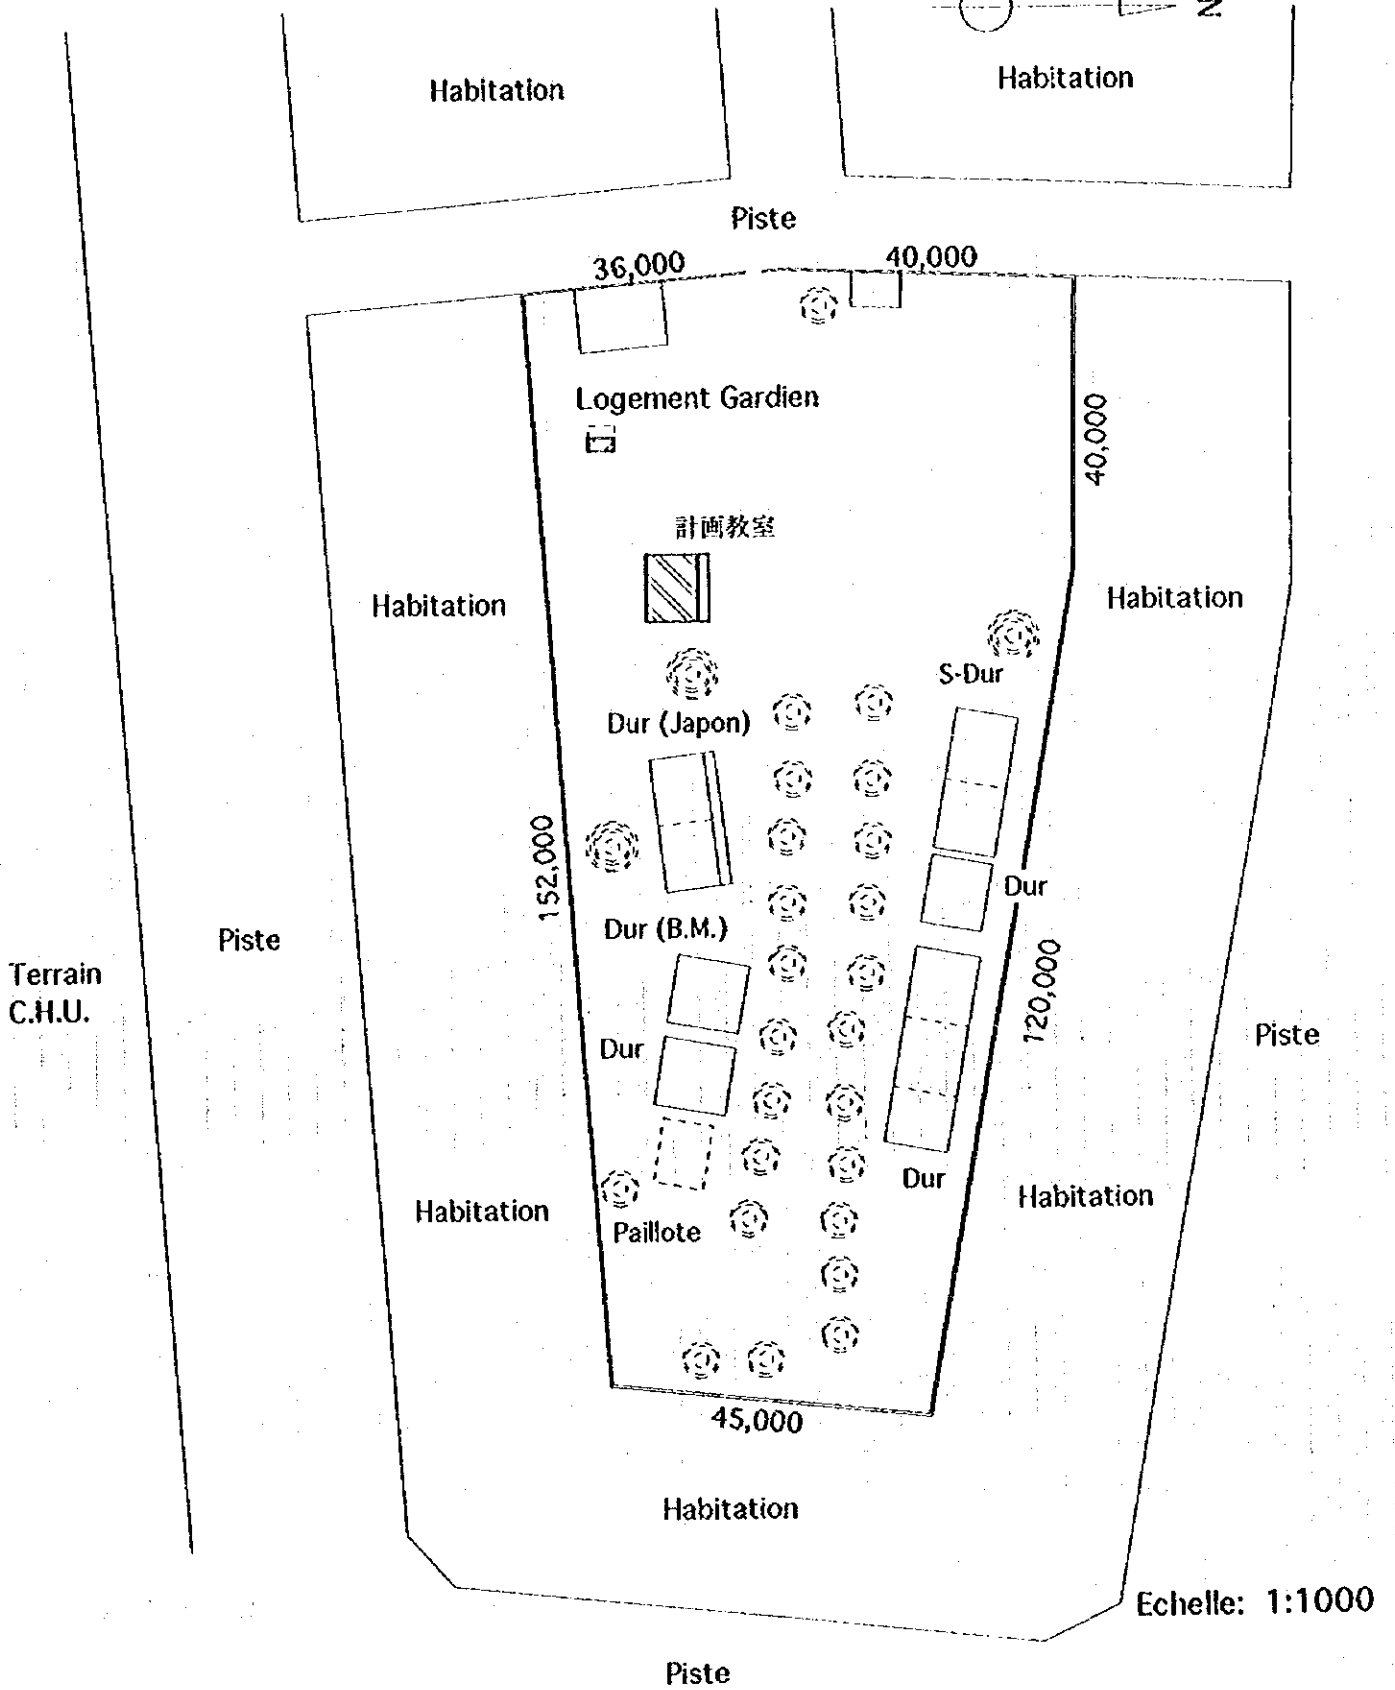 N
Habitation
Habitation
Piste
36,000
40,000
Logement Gardien
40,000
計画教室
Habitation
Habitation
S-Dur
Dur (Japon)
152,000
Dur
Dur (B.M.)
Piste
Terrain
C.H.U.
120,000
Dur
Piste
Dur
Habitation
Habitation
Paillote
45,000
Habitation
Echelle: 1:1000
Piste